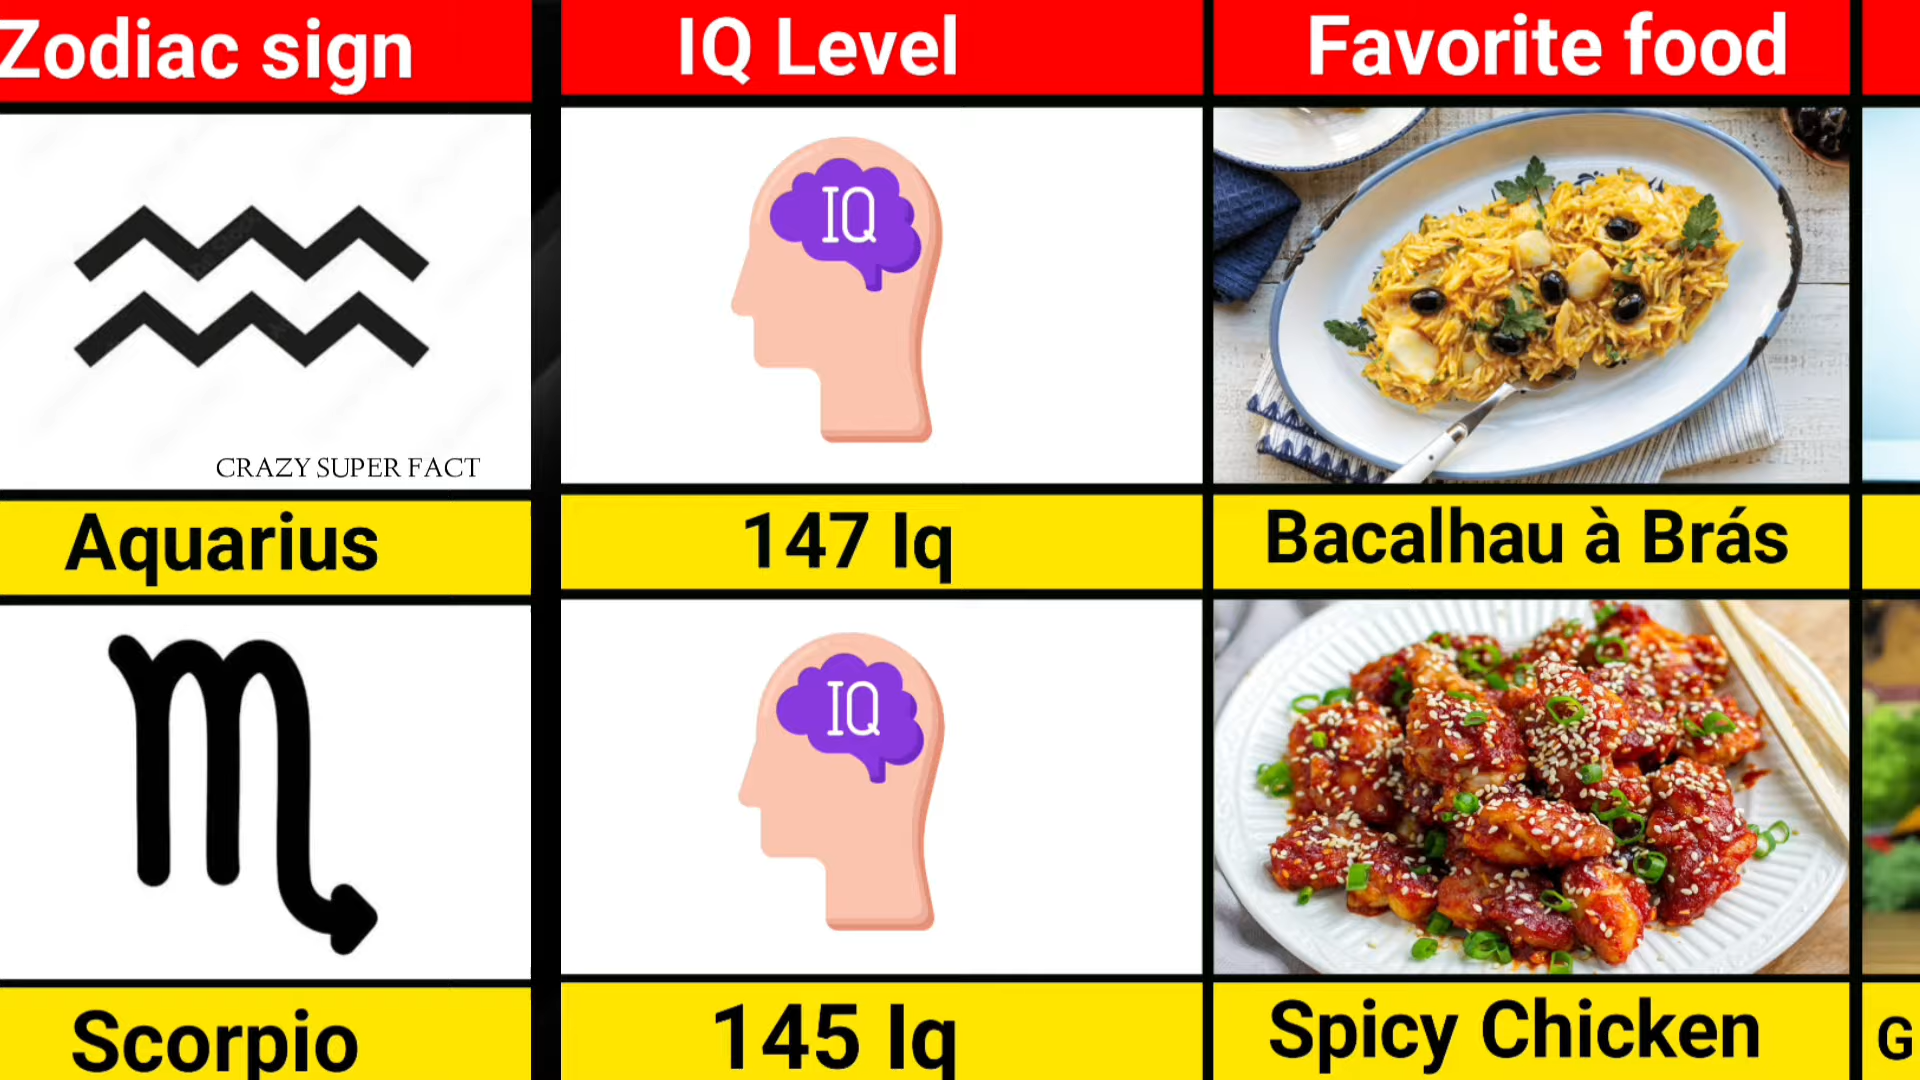 Zodiac sign
IQ Level
Favorite food
IQ
CRAZY SUPER FACT
Aquarius
147 Iq
Bacalhau à Brás
IQ
Scorpio
145 Iq
Spicy Chicken
G